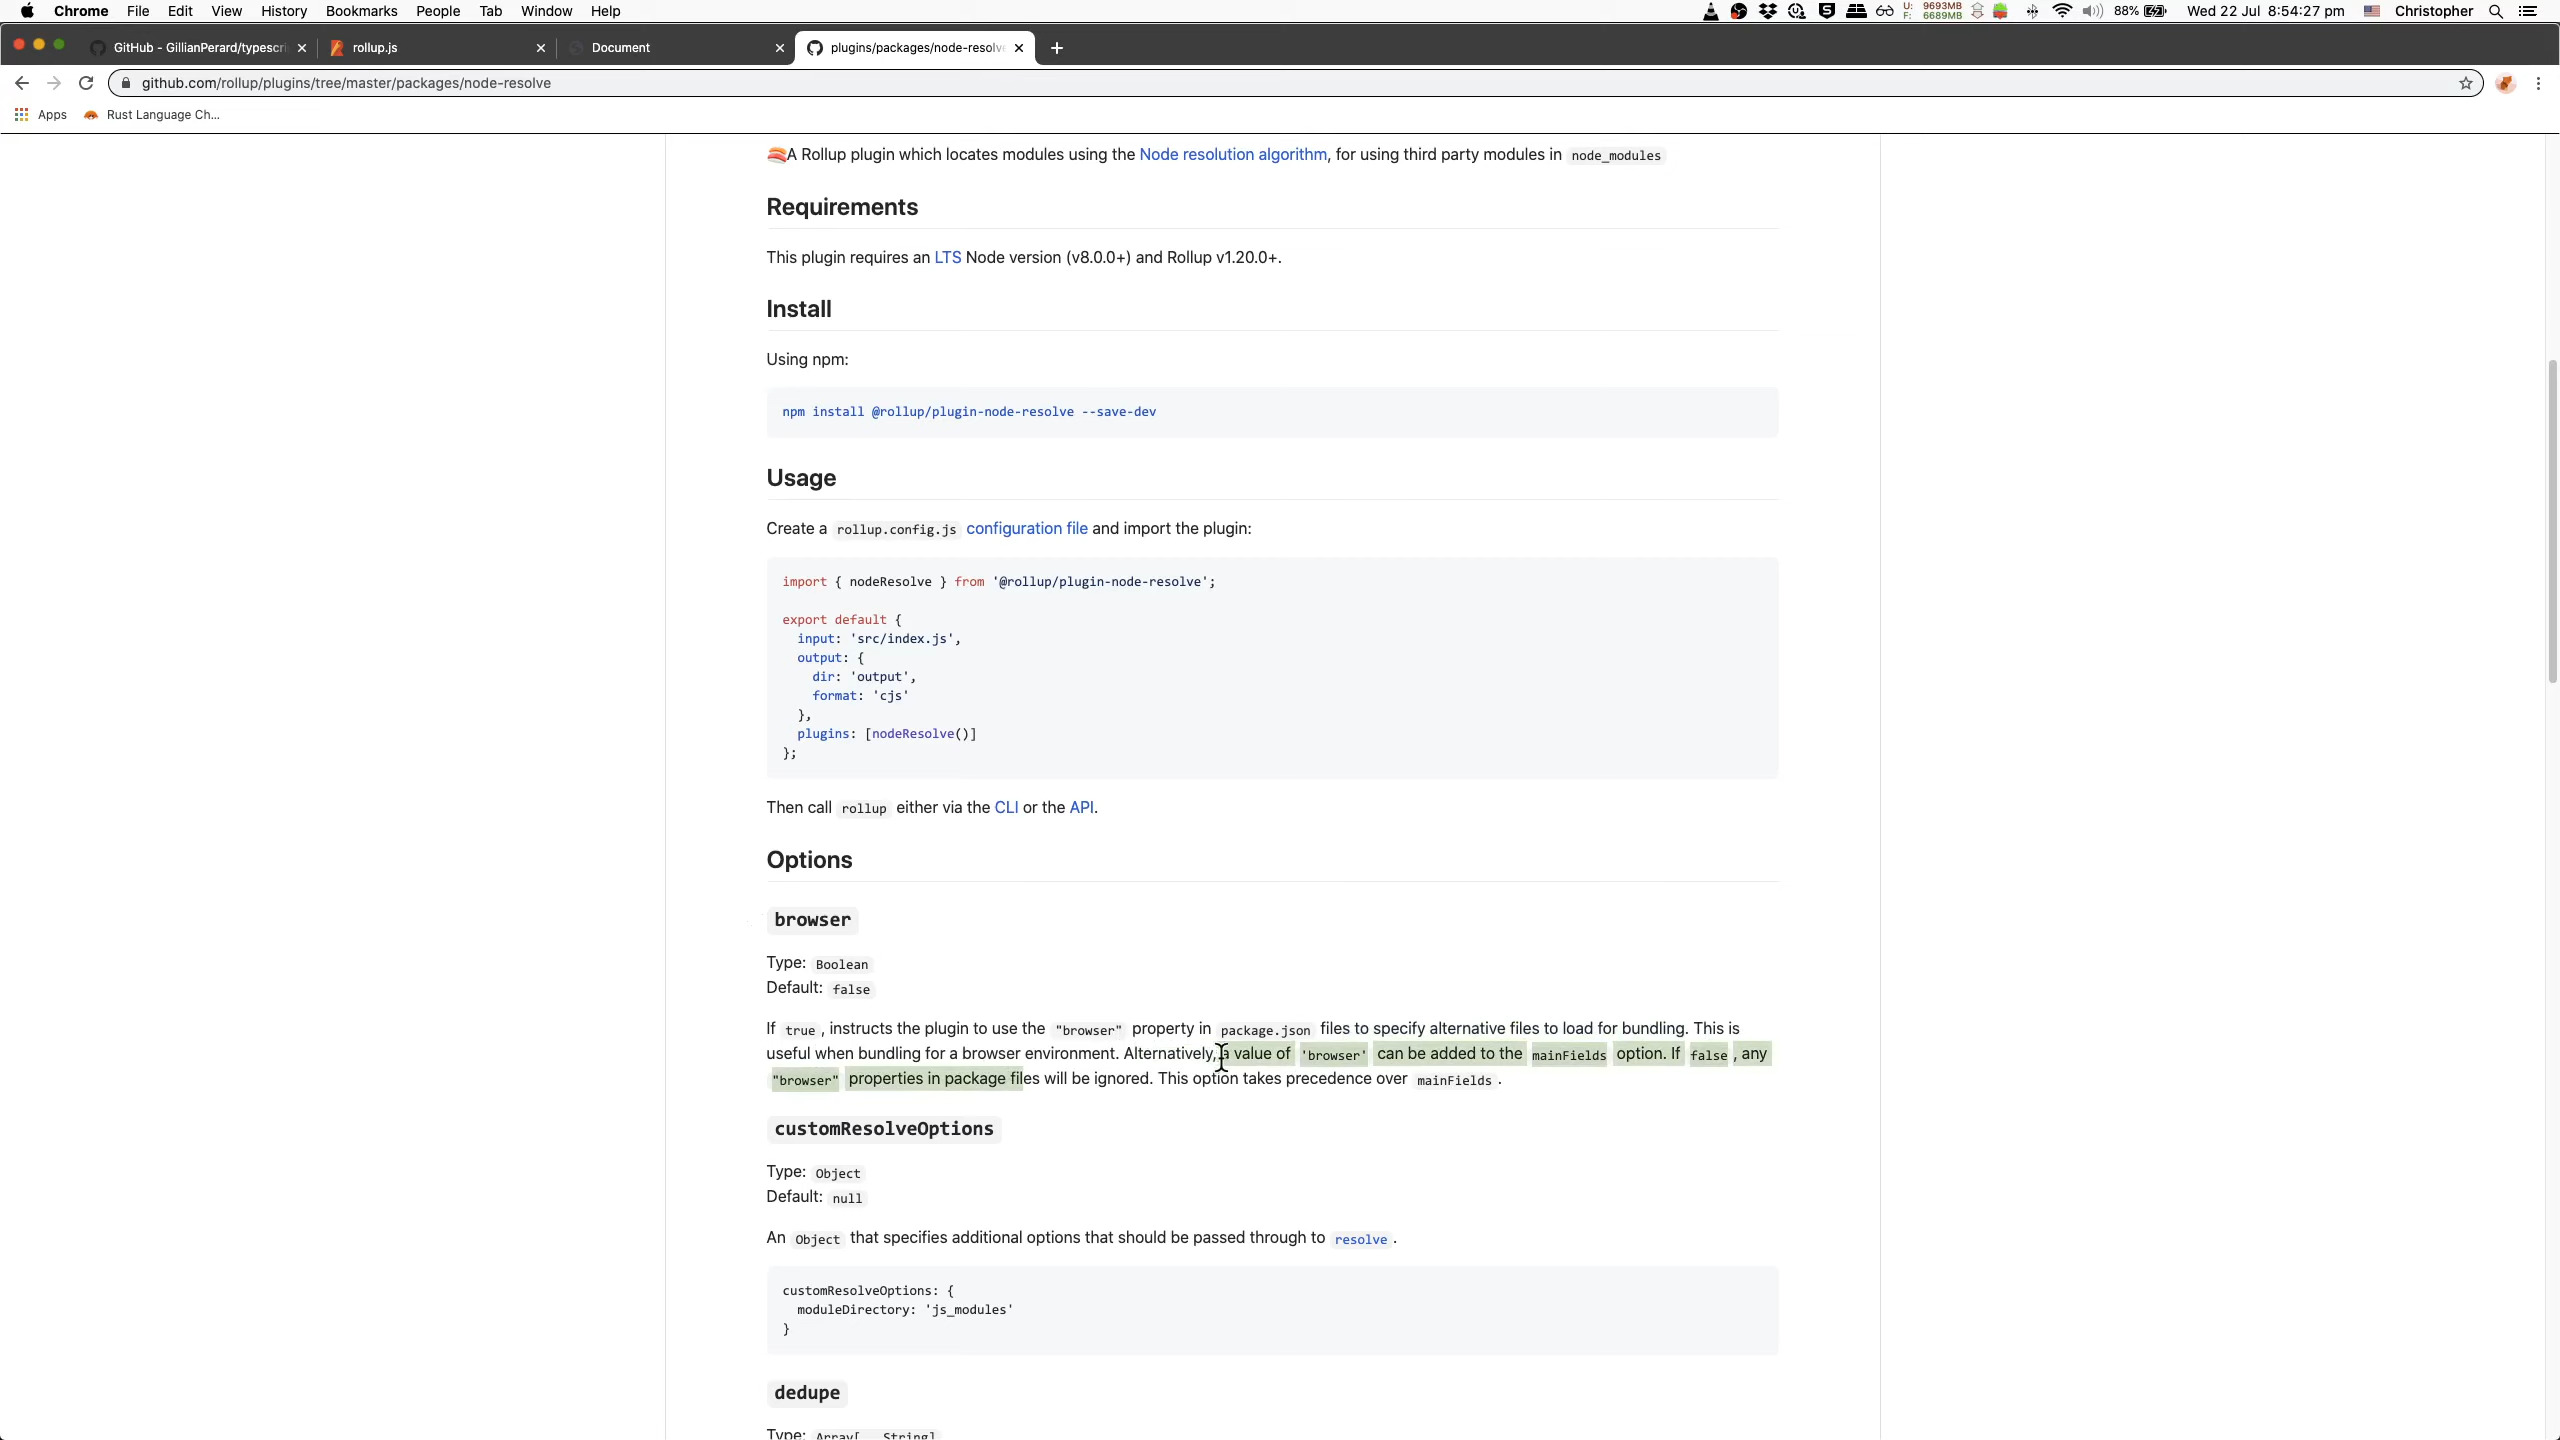 Chrome File Edit View History Bookmarks People Tab Window Help
U: 9693MB
F: 6689MB
88%
Wed 22 Jul 8:54:27 pm
Christopher
GitHub - GillianPerard/typescri
rollup.js
Document
plugins/packages/node-resolve
github.com/rollup/plugins/tree/master/packages/node-resolve
Apps
Rust Language Ch...
A Rollup plugin which locates modules using the Node resolution algorithm, for using third party modules in node_modules
Requirements
This plugin requires an LTS Node version (v8.0.0+) and Rollup v1.20.0+.
Install
Using npm:
npm install @rollup/plugin-node-resolve --save-dev
Usage
Create a rollup.config.js configuration file and import the plugin:
import { nodeResolve } from '@rollup/plugin-node-resolve';
export default {
input: 'src/index.js',
output: {
dir: 'output',
format: 'cjs'
},
plugins: [nodeResolve()]
};
Then call rollup either via the CLI or the API.
Options
browser
Type: Boolean
Default: false
If true, instructs the plugin to use the "browser" property in package.json files to specify alternative files to load for bundling. This is
useful when bundling for a browser environment. Alternatively, a value of 'browser' can be added to the mainFields option. If false, any
"browser" properties in package files will be ignored. This option takes precedence over mainFields.
customResolveOptions
Type: Object
Default: null
An Object that specifies additional options that should be passed through to resolve.
customResolveOptions: {
moduleDirectory: 'js_modules'
}
dedupe
Type: Array[...String]